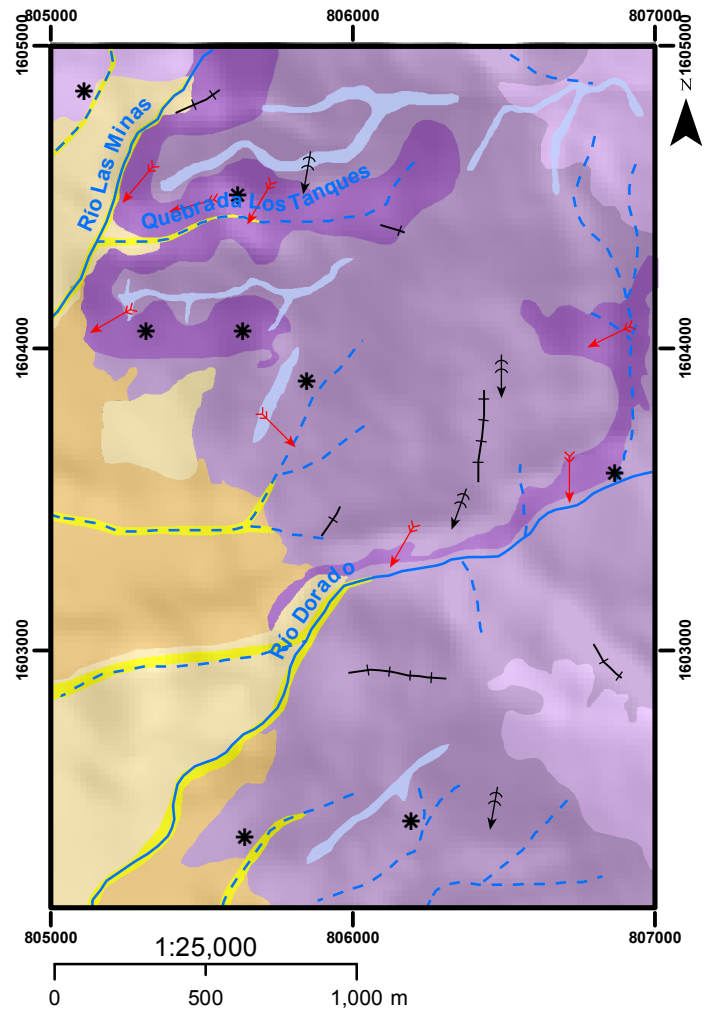 805000 806000 807000
1605000 1605000
N
Río Las Minas
Quebrada Los Tanques
1604000 1604000
Río Dorado
1603000 1603000
805000 806000 807000
1:25,000
0 500 1,000 m